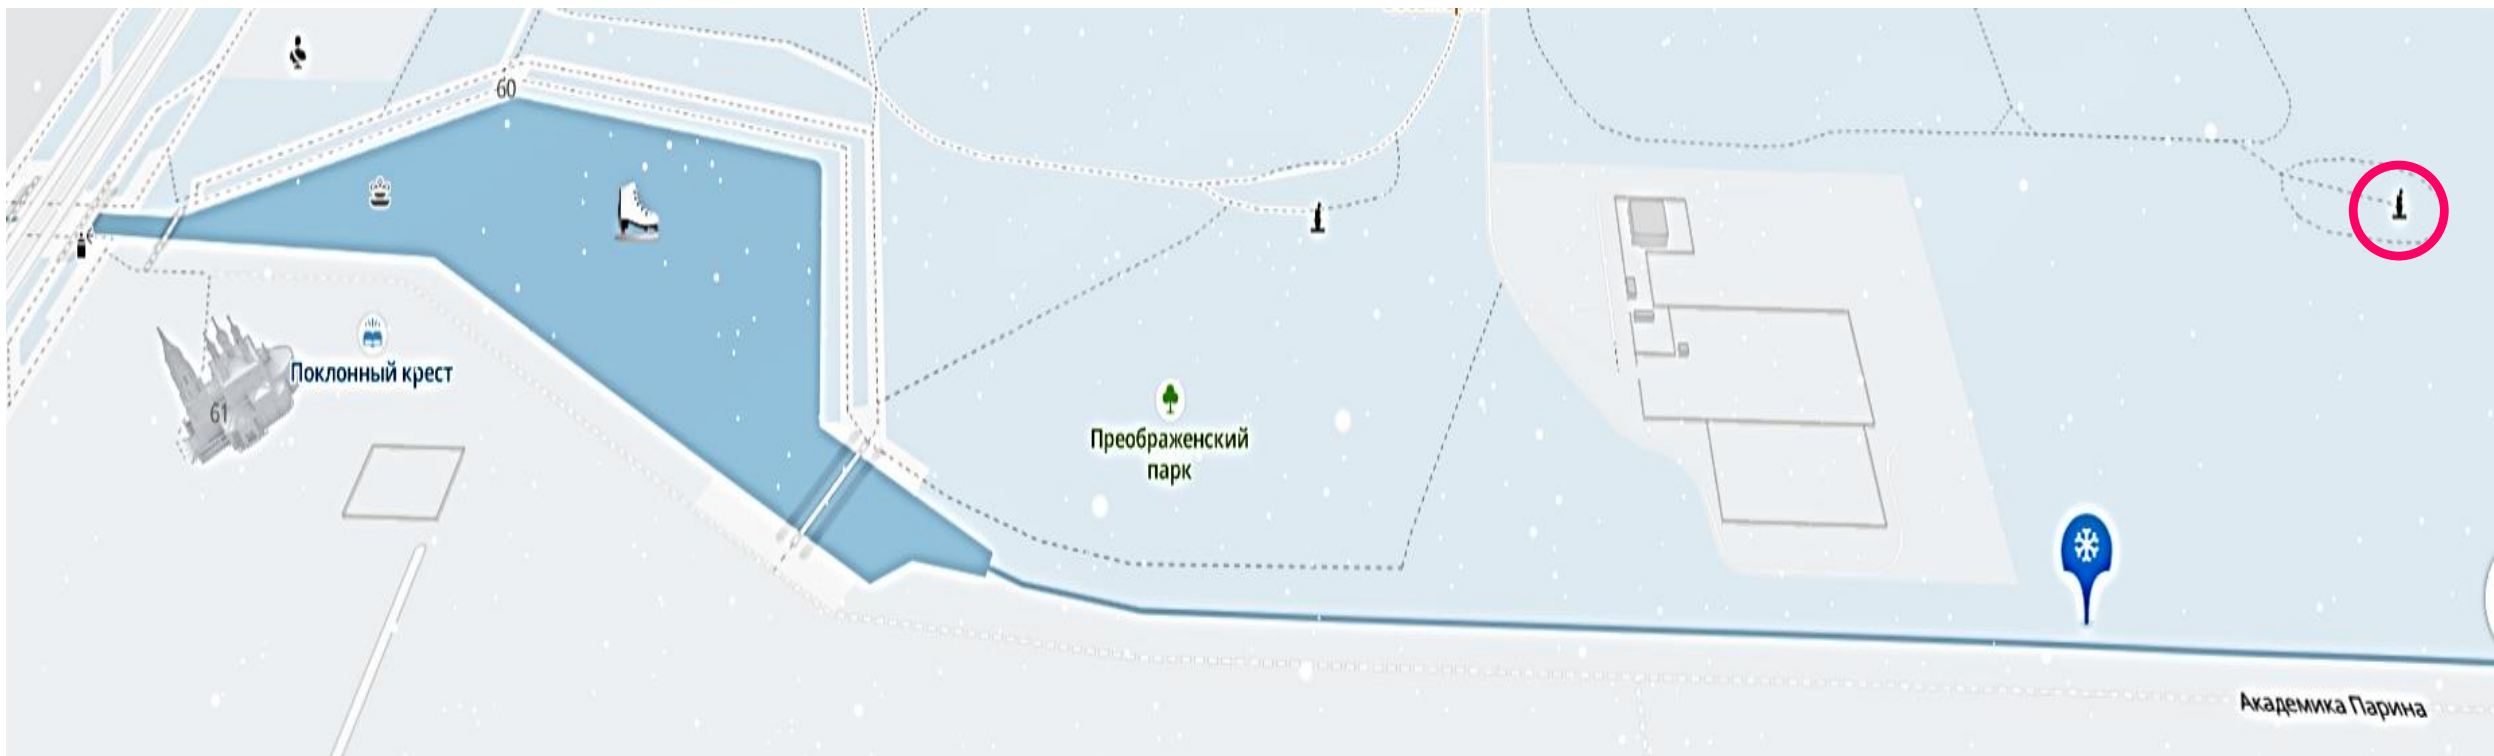 60
Поклонный крест
61
Преображенский
парк
Академика Парина